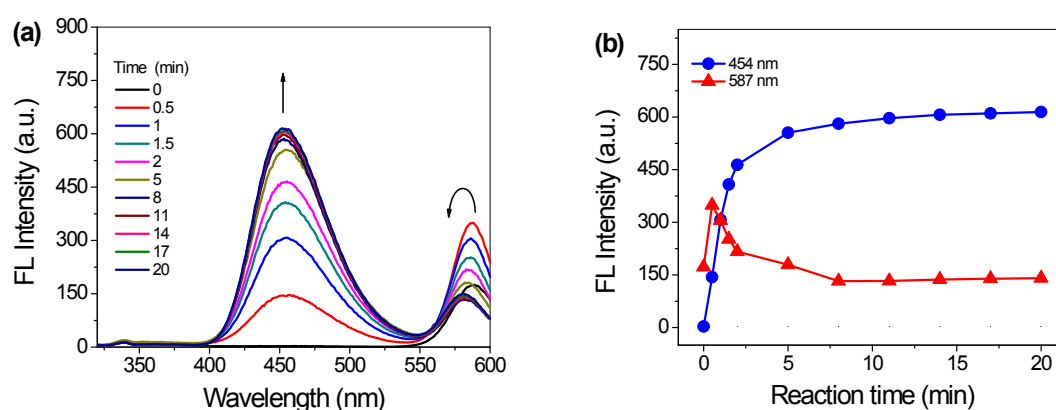 (a)
900
750
600
450
300
150
0
FL Intensity (a.u.)
Time (min)
0
0.5
1
1.5
2
5
8
11
14
17
20
350 400 450 500 550 600
Wavelength (nm)
(b)
750
600
450
300
150
0
FL Intensity (a.u.)
454 nm
587 nm
0 5 10 15 20
Reaction time (min)